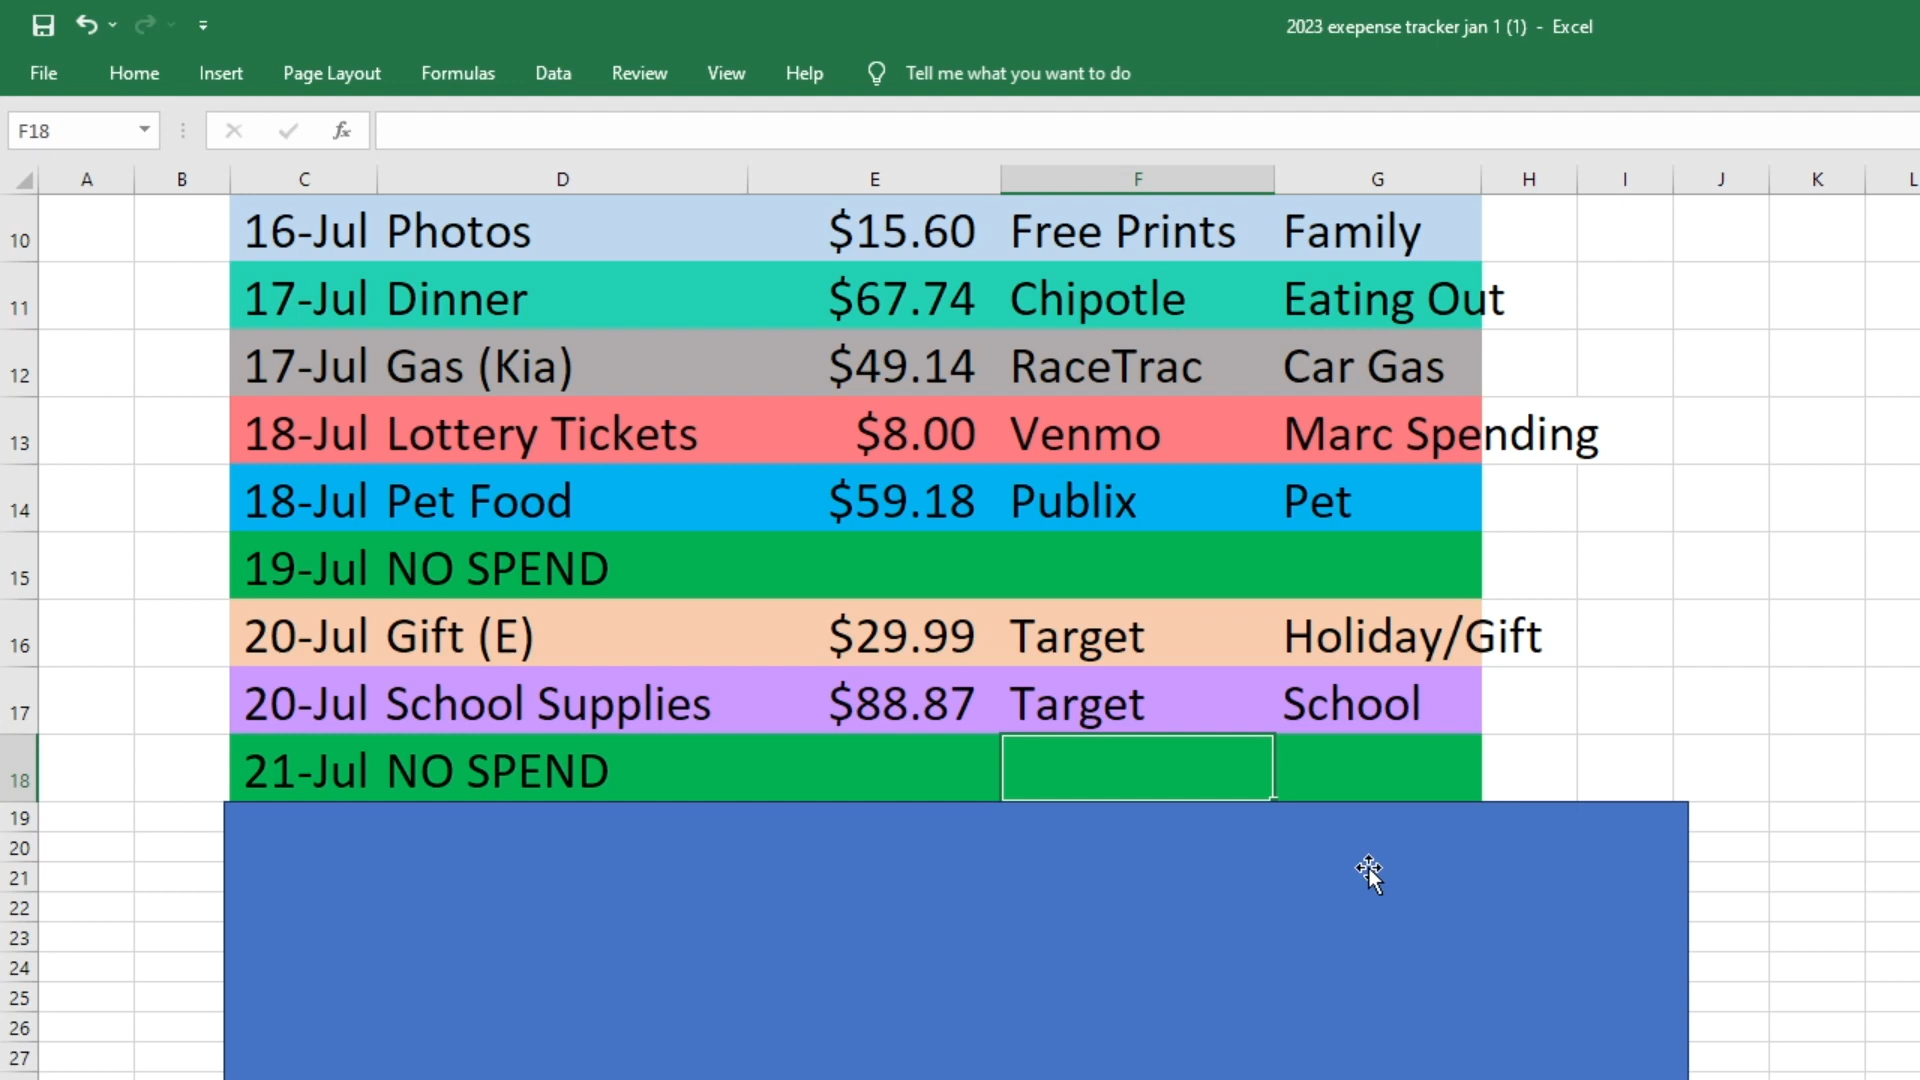 2023 exepense tracker jan 1 (1) - Excel
File Home Insert Page Layout Formulas Data Review View Help Tell me what you want to do
F18 fx
A B C D E F G H I J K L
10 16-Jul Photos $15.60 Free Prints Family
11 17-Jul Dinner $67.74 Chipotle Eating Out
12 17-Jul Gas (Kia) $49.14 RaceTrac Car Gas
13 18-Jul Lottery Tickets $8.00 Venmo Marc Spending
14 18-Jul Pet Food $59.18 Publix Pet
15 19-Jul NO SPEND
16 20-Jul Gift (E) $29.99 Target Holiday/Gift
17 20-Jul School Supplies $88.87 Target School
18 21-Jul NO SPEND
19
20
21
22
23
24
25
26
27